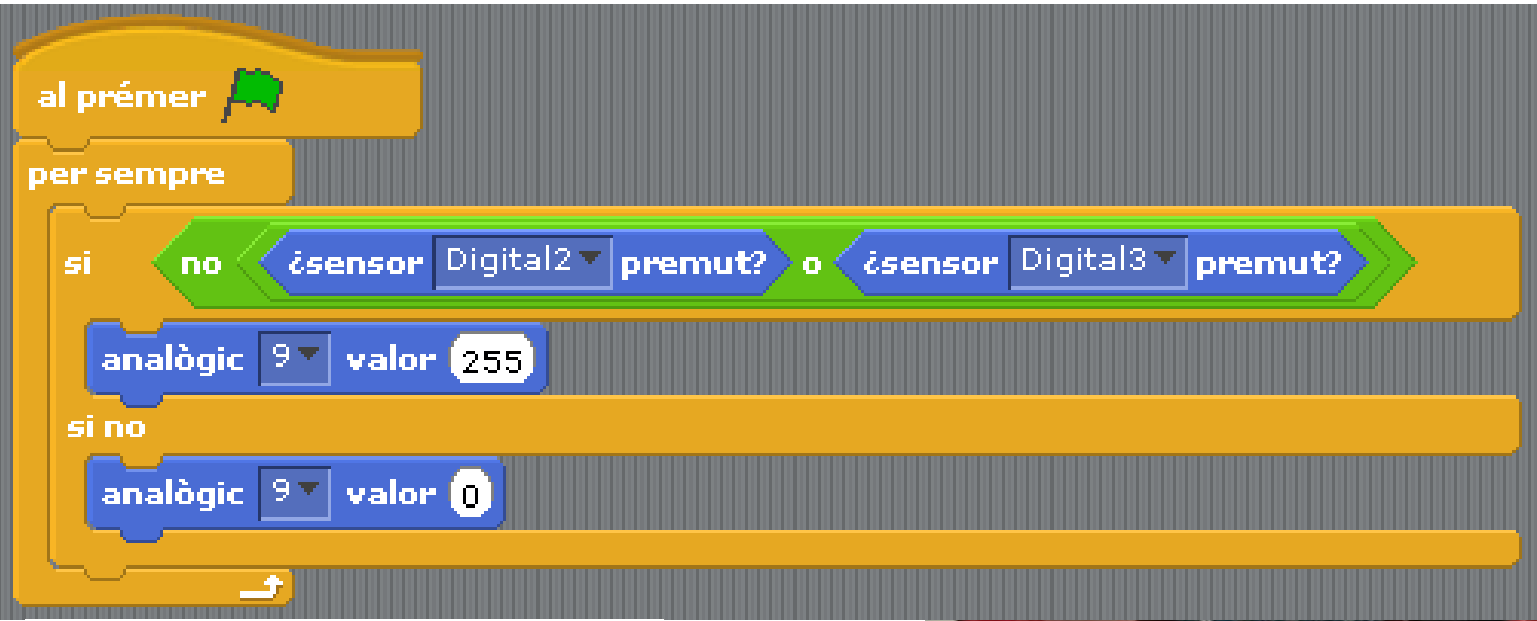 al prémer
per sempre
si no ¿sensor Digital2 premut? o ¿sensor Digital3 premut?
analògic 9 valor 255
si no
analògic 9 valor 0